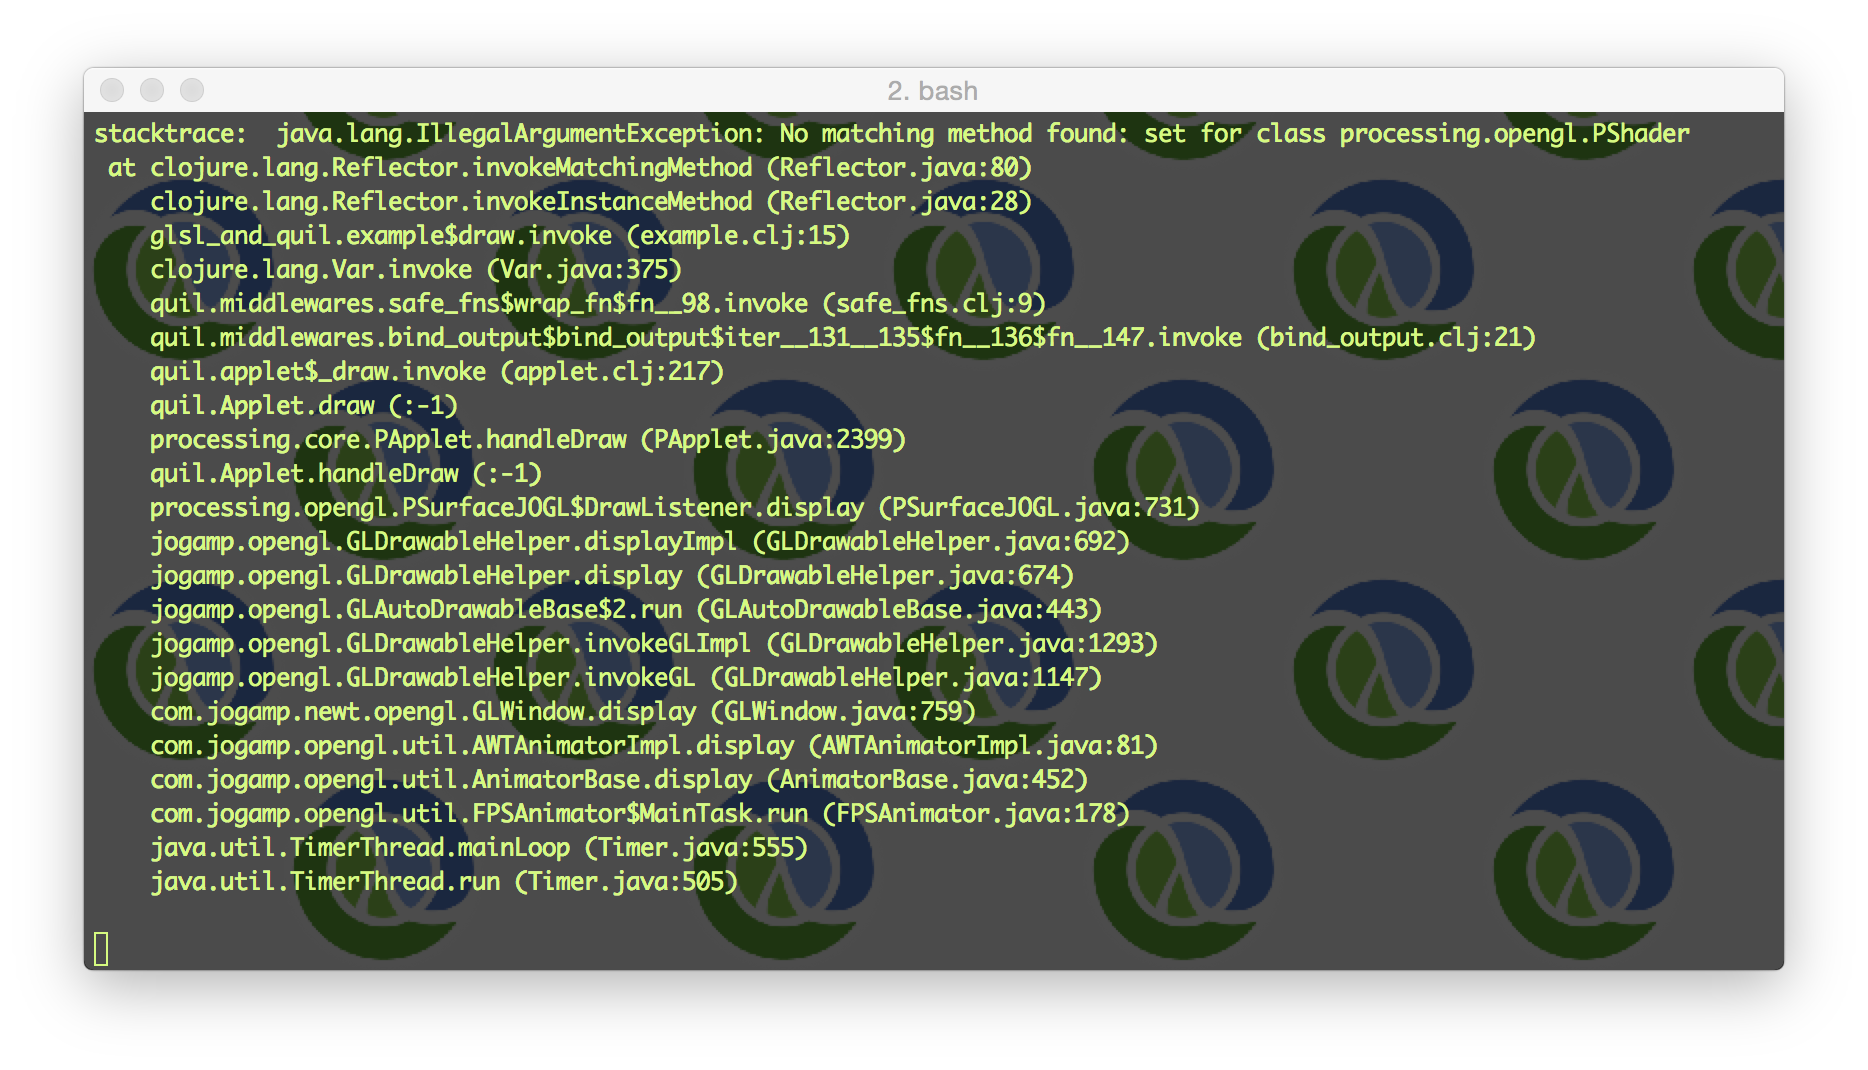 2. bash
stacktrace:  java.lang.IllegalArgumentException: No matching method found: set for class processing.opengl.PShader
 at clojure.lang.Reflector.invokeMatchingMethod (Reflector.java:80)
    clojure.lang.Reflector.invokeInstanceMethod (Reflector.java:28)
    glsl_and_quil.example$draw.invoke (example.clj:15)
    clojure.lang.Var.invoke (Var.java:375)
    quil.middlewares.safe_fns$wrap_fn$fn__98.invoke (safe_fns.clj:9)
    quil.middlewares.bind_output$bind_output$iter__131__135$fn__136$fn__147.invoke (bind_output.clj:21)
    quil.applet$_draw.invoke (applet.clj:217)
    quil.Applet.draw (:-1)
    processing.core.PApplet.handleDraw (PApplet.java:2399)
    quil.Applet.handleDraw (:-1)
    processing.opengl.PSurfaceJOGL$DrawListener.display (PSurfaceJOGL.java:731)
    jogamp.opengl.GLDrawableHelper.displayImpl (GLDrawableHelper.java:692)
    jogamp.opengl.GLDrawableHelper.display (GLDrawableHelper.java:674)
    jogamp.opengl.GLAutoDrawableBase$2.run (GLAutoDrawableBase.java:443)
    jogamp.opengl.GLDrawableHelper.invokeGLImpl (GLDrawableHelper.java:1293)
    jogamp.opengl.GLDrawableHelper.invokeGL (GLDrawableHelper.java:1147)
    com.jogamp.newt.opengl.GLWindow.display (GLWindow.java:759)
    com.jogamp.opengl.util.AWTAnimatorImpl.display (AWTAnimatorImpl.java:81)
    com.jogamp.opengl.util.AnimatorBase.display (AnimatorBase.java:452)
    com.jogamp.opengl.util.FPSAnimator$MainTask.run (FPSAnimator.java:178)
    java.util.TimerThread.mainLoop (Timer.java:555)
    java.util.TimerThread.run (Timer.java:505)